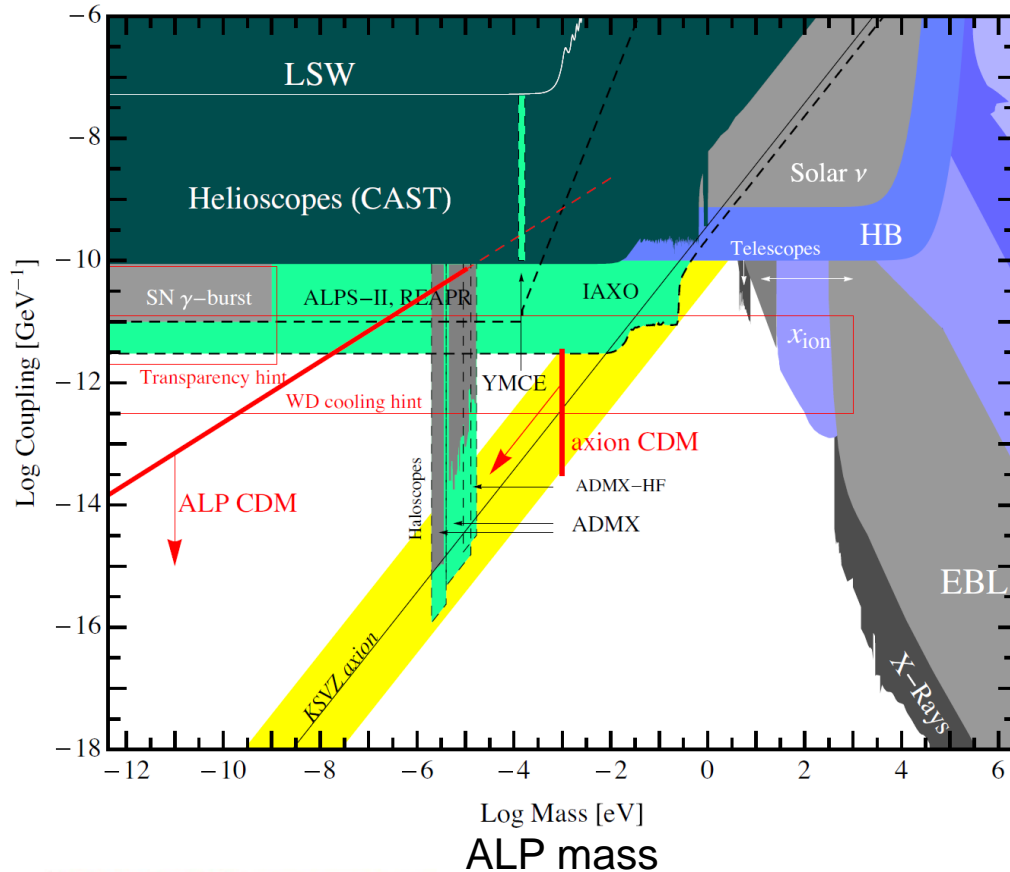 −6
−8
−10
−12
−14
−16
−18
Log Coupling [GeV⁻¹]
LSW
Helioscopes (CAST)
Solar ν
HB
Telescopes
SN γ−burst
ALPS−II, REAPR
IAXO
x_ion
Transparency hint
YMCE
WD cooling hint
axion CDM
ALP CDM
Haloscopes
ADMX−HF
ADMX
EBL
KSVZ axion
X−Rays
−12 −10 −8 −6 −4 −2 0 2 4 6
Log Mass [eV]
ALP mass